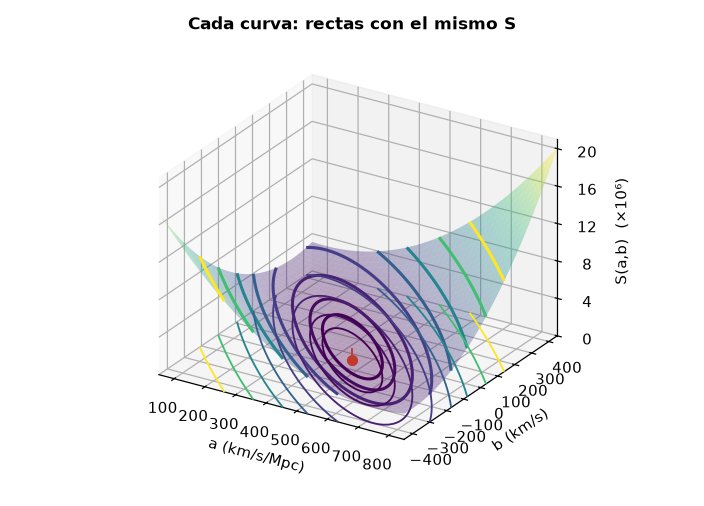 Cada curva: rectas con el mismo S
20
16
12
8
4
0
S(a,b) (×10⁶)
100 200 300 400 500 600 700 800
a (km/s/Mpc)
−400 −300 −200 −100 0 100 200 300 400
b (km/s)